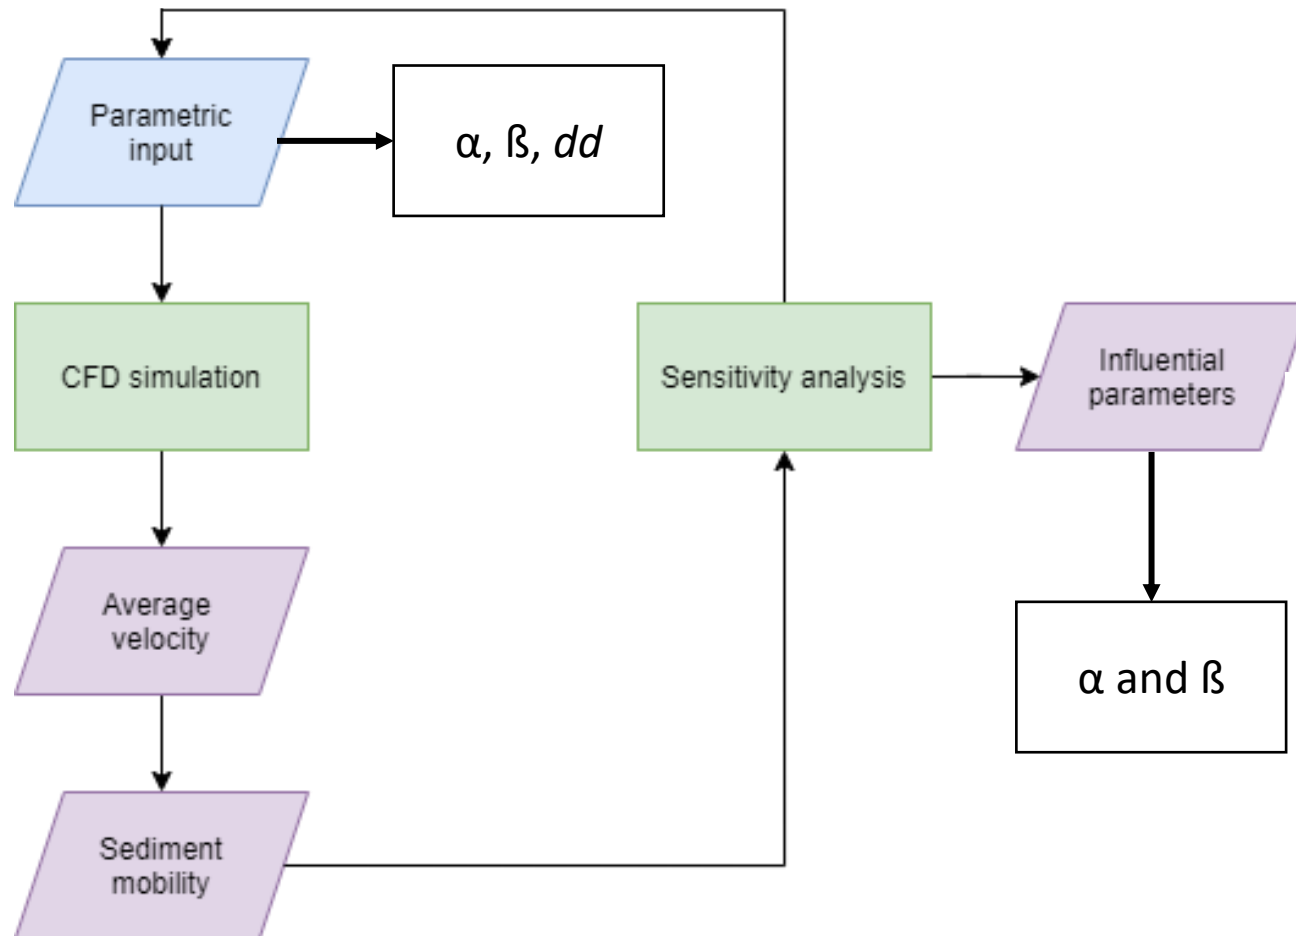 Parametric
input
α, ß, dd
CFD simulation
Sensitivity analysis
Influential
parameters
Average
velocity
α and ß
Sediment
mobility